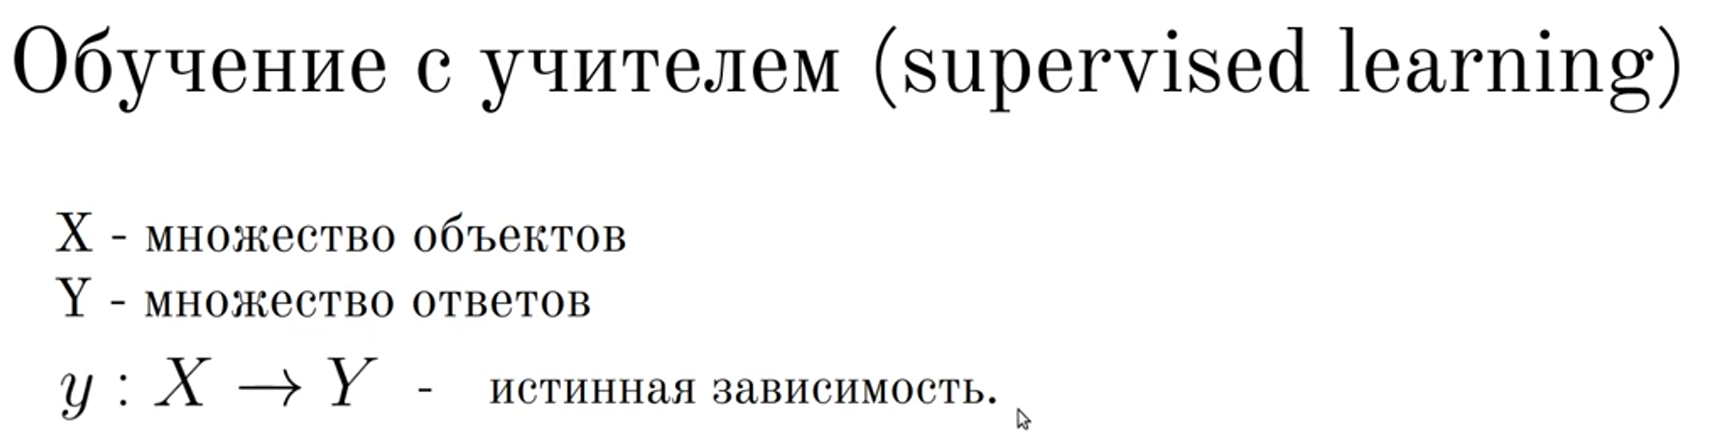 Обучение с учителем (supervised learning)
X - множество объектов
Y - множество ответов
y : X → Y - истинная зависимость.